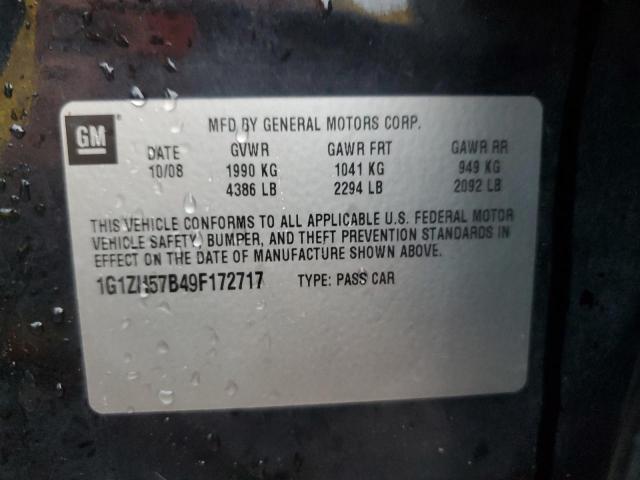 GM
MFD BY GENERAL MOTORS CORP.
DATE GVWR GAWR FRT GAWR RR
10/08 1990 KG 1041 KG 949 KG
4386 LB 2294 LB 2092 LB
THIS VEHICLE CONFORMS TO ALL APPLICABLE U.S. FEDERAL MOTOR
VEHICLE SAFETY, BUMPER, AND THEFT PREVENTION STANDARDS IN
EFFECT ON THE DATE OF MANUFACTURE SHOWN ABOVE.
1G1ZH57B49F172717 TYPE: PASS CAR